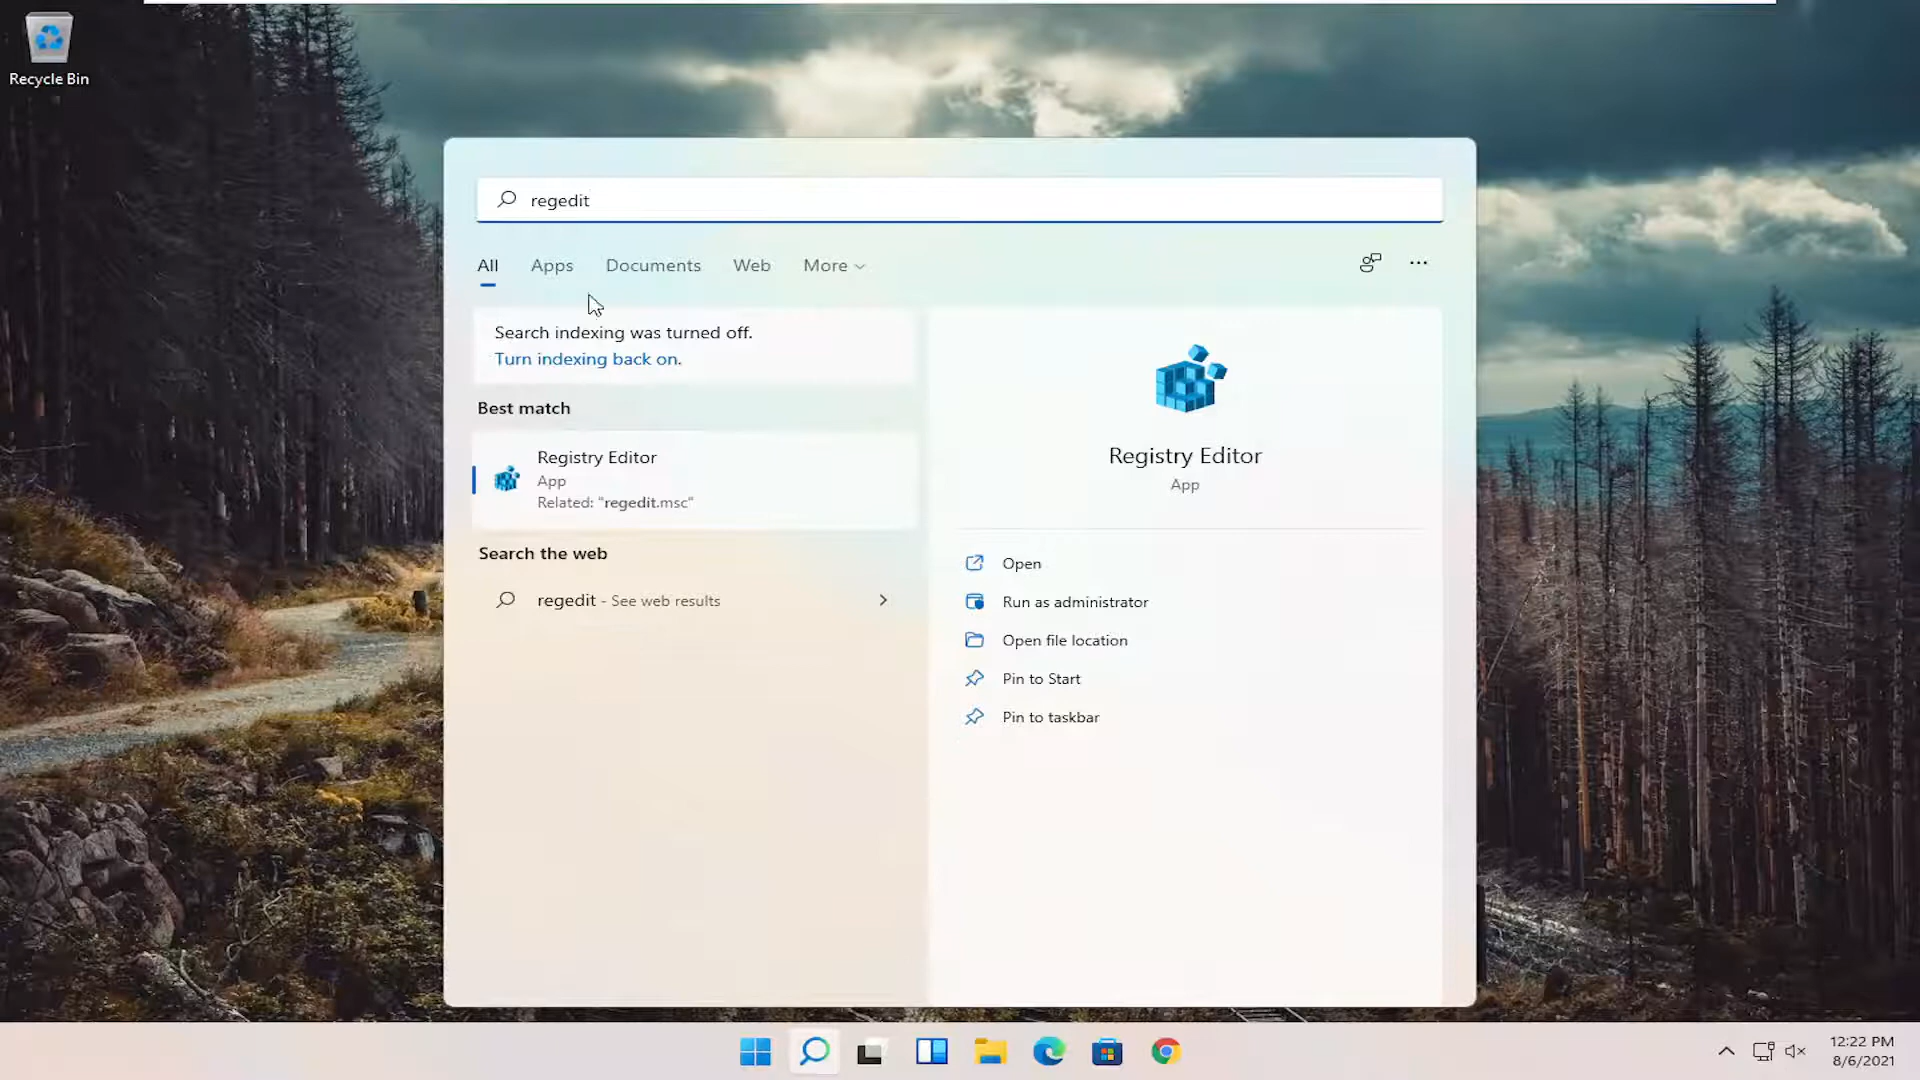 Recycle Bin
regedit
All Apps Documents Web More
Search indexing was turned off.
Turn indexing back on.
Best match
Registry Editor
App
Related: "regedit.msc"
Search the web
regedit - See web results
Registry Editor
App
Open
Run as administrator
Open file location
Pin to Start
Pin to taskbar
12:22 PM
8/6/2021